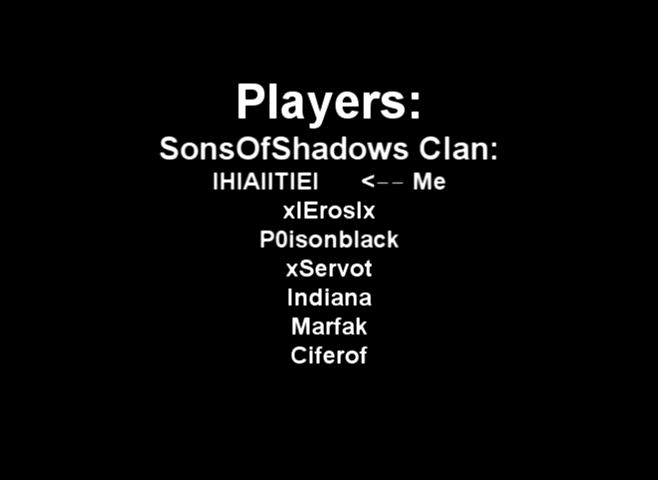 Players:
SonsOfShadows Clan:
IHIAIITIEI <-- Me
xIErosIx
P0isonblack
xServot
Indiana
Marfak
Ciferof